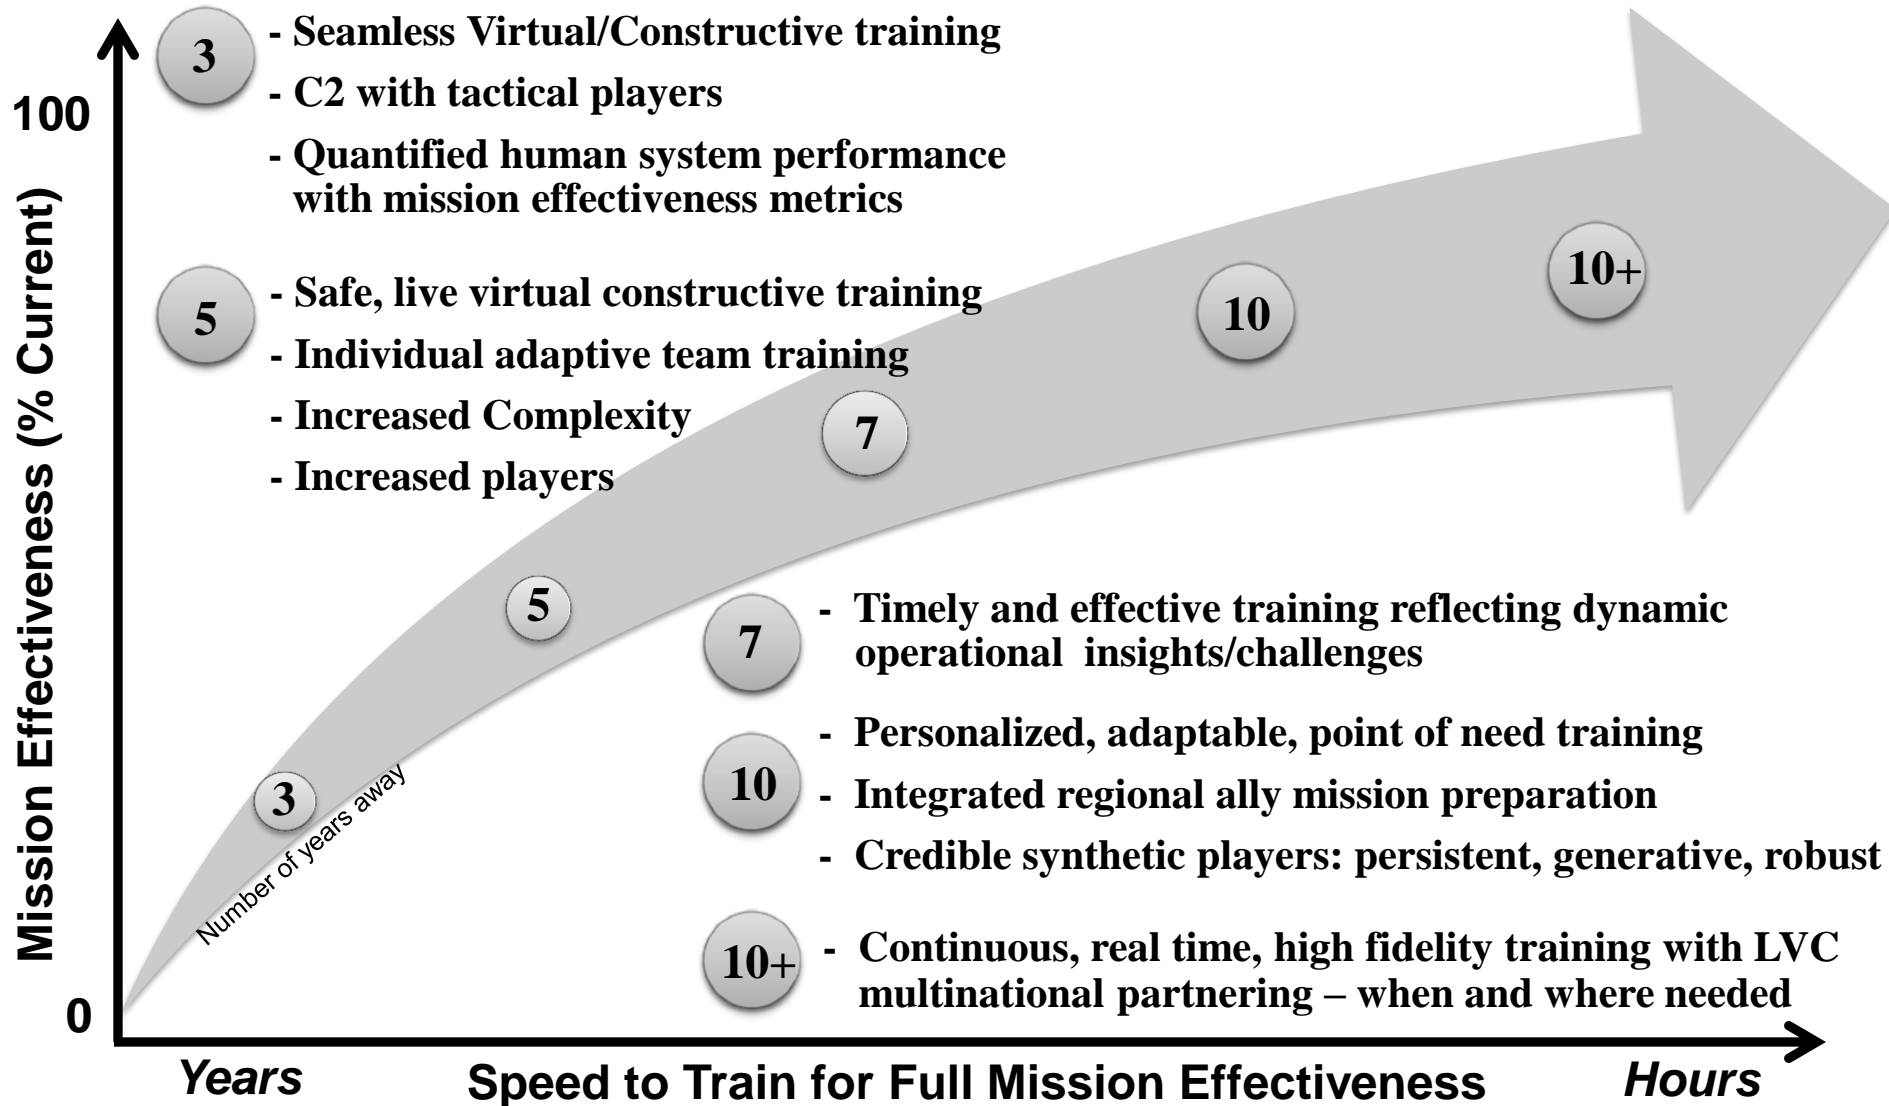 3
- Seamless Virtual/Constructive training
- C2 with tactical players
- Quantified human system performance
with mission effectiveness metrics
5
- Safe, live virtual constructive training
- Individual adaptive team training
- Increased Complexity
- Increased players
100
Mission Effectiveness (% Current)
0
3
5
7
10
10+
Number of years away
7
- Timely and effective training reflecting dynamic
operational insights/challenges
10
- Personalized, adaptable, point of need training
- Integrated regional ally mission preparation
- Credible synthetic players: persistent, generative, robust
10+
- Continuous, real time, high fidelity training with LVC
multinational partnering – when and where needed
Years
Speed to Train for Full Mission Effectiveness
Hours